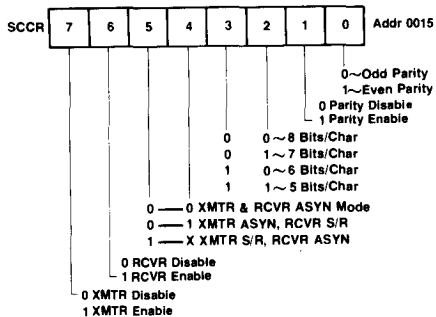 SCCR 7 6 5 4 3 2 1 0 Addr 0015
0~Odd Parity
1~Even Parity
0 Parity Disable
1 Parity Enable
0 0~8 Bits/Char
0 1~7 Bits/Char
1 0~6 Bits/Char
1 1~5 Bits/Char
0 — 0 XMTR & RCVR ASYN Mode
0 — 1 XMTR ASYN, RCVR S/R
1 — X XMTR S/R, RCVR ASYN
0 RCVR Disable
1 RCVR Enable
0 XMTR Disable
1 XMTR Enable